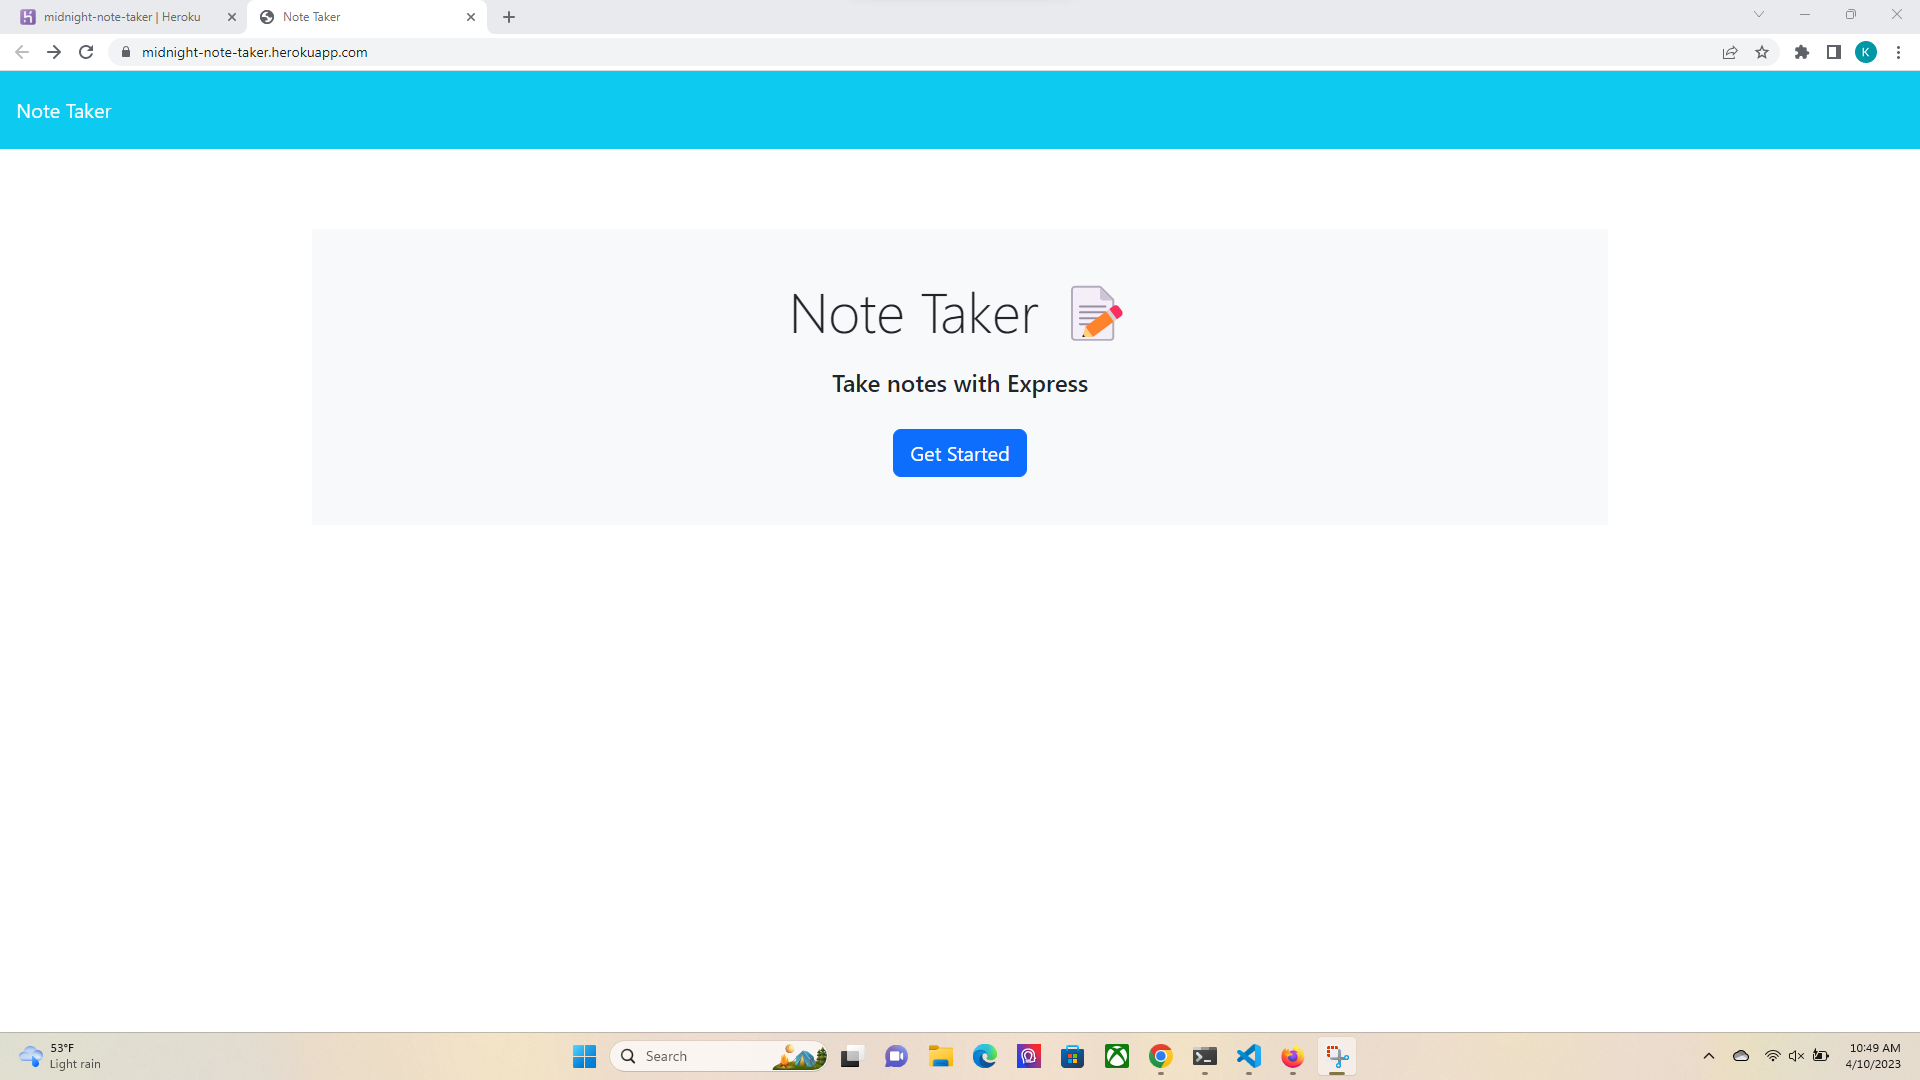 midnight-note-taker | Heroku
Note Taker
midnight-note-taker.herokuapp.com
K
Note Taker
Note Taker
Take notes with Express
Get Started
53°F
Light rain
Search
10:49 AM
4/10/2023